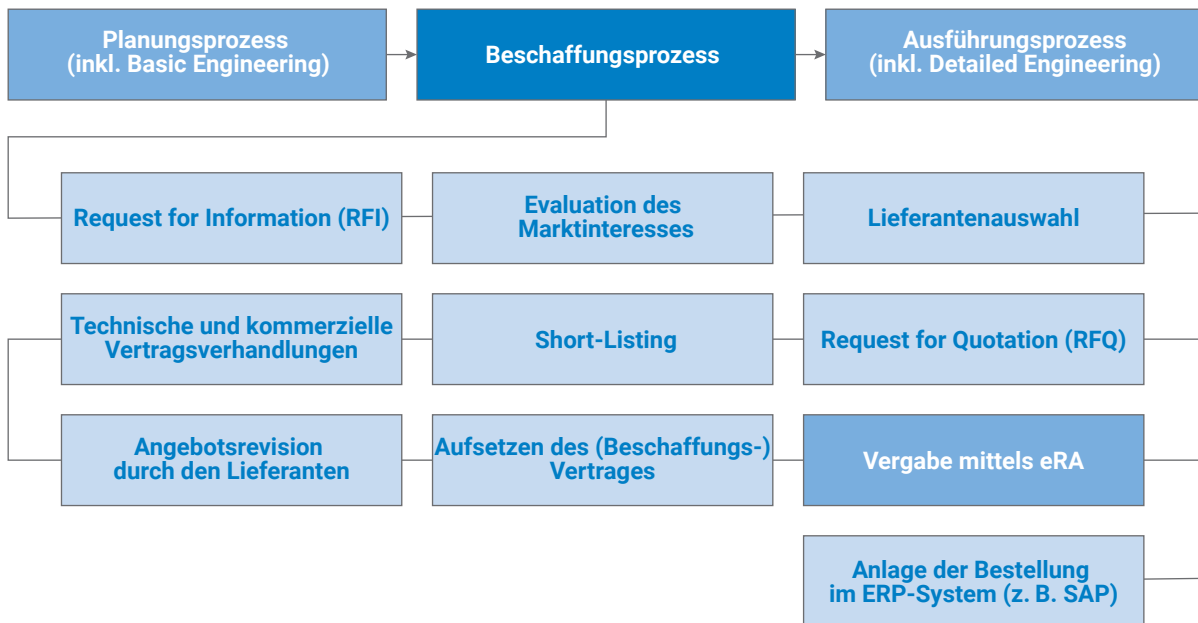 Planungsprozess
(inkl. Basic Engineering)
Beschaffungsprozess
Ausführungsprozess
(inkl. Detailed Engineering)
Request for Information (RFI)
Evaluation des
Marktinteresses
Lieferantenauswahl
Technische und kommerzielle
Vertragsverhandlungen
Short-Listing
Request for Quotation (RFQ)
Angebotsrevision
durch den Lieferanten
Aufsetzen des (Beschaffungs-)
Vertrages
Vergabe mittels eRA
Anlage der Bestellung
im ERP-System (z. B. SAP)